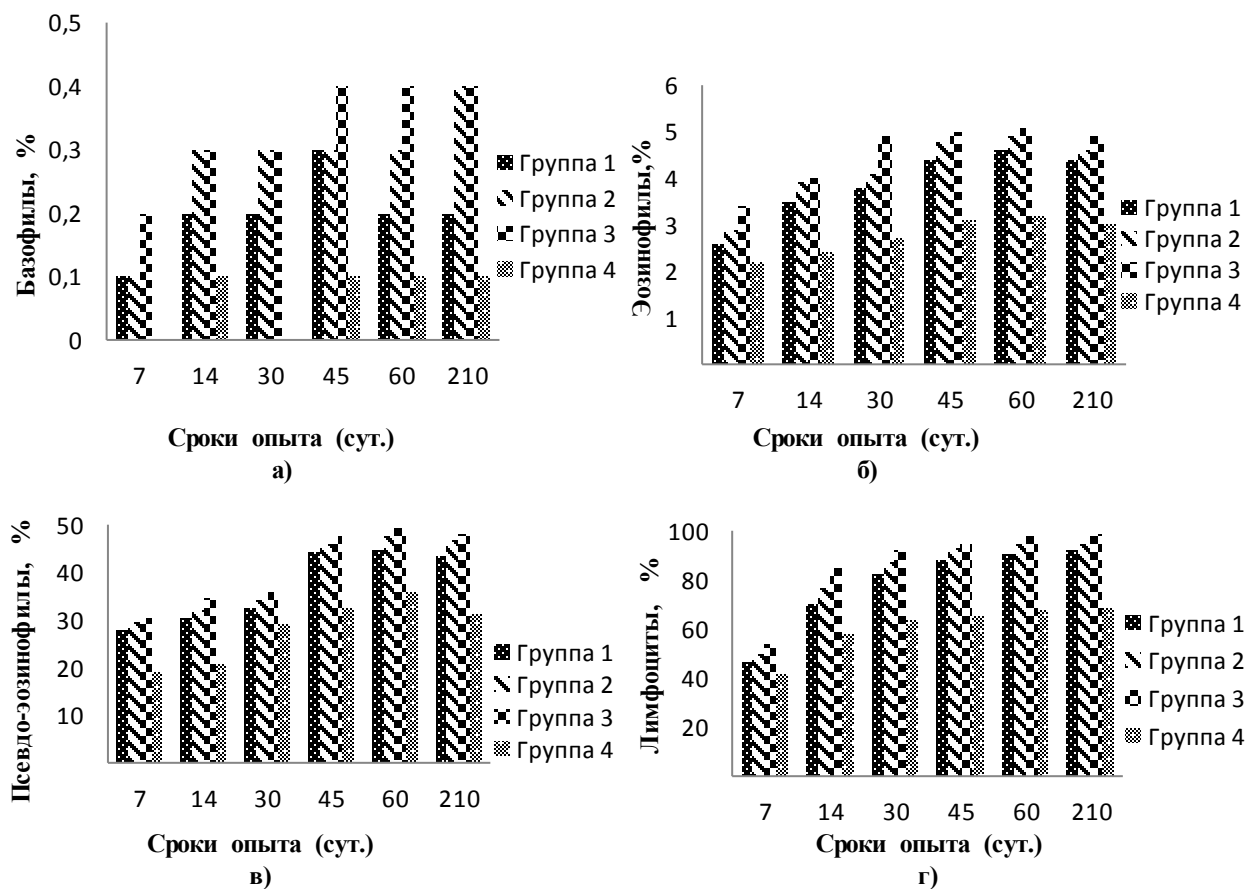 0,5
0,4
0,3
0,2
0,1
0
Базофилы, %
7 14 30 45 60 210
Сроки опыта (сут.)
а)
Группа 1
Группа 2
Группа 3
Группа 4
6
5
4
3
2
1
Эозинофилы,%
7 14 30 45 60 210
Сроки опыта (сут.)
б)
Группа 1
Группа 2
Группа 3
Группа 4
50
40
30
20
10
Псевдо-эозинофилы, %
7 14 30 45 60 210
Сроки опыта (сут.)
в)
Группа 1
Группа 2
Группа 3
Группа 4
100
80
60
40
20
Лимфоциты, %
7 14 30 45 60 210
Сроки опыта (сут.)
г)
Группа 1
Группа 2
Группа 3
Группа 4